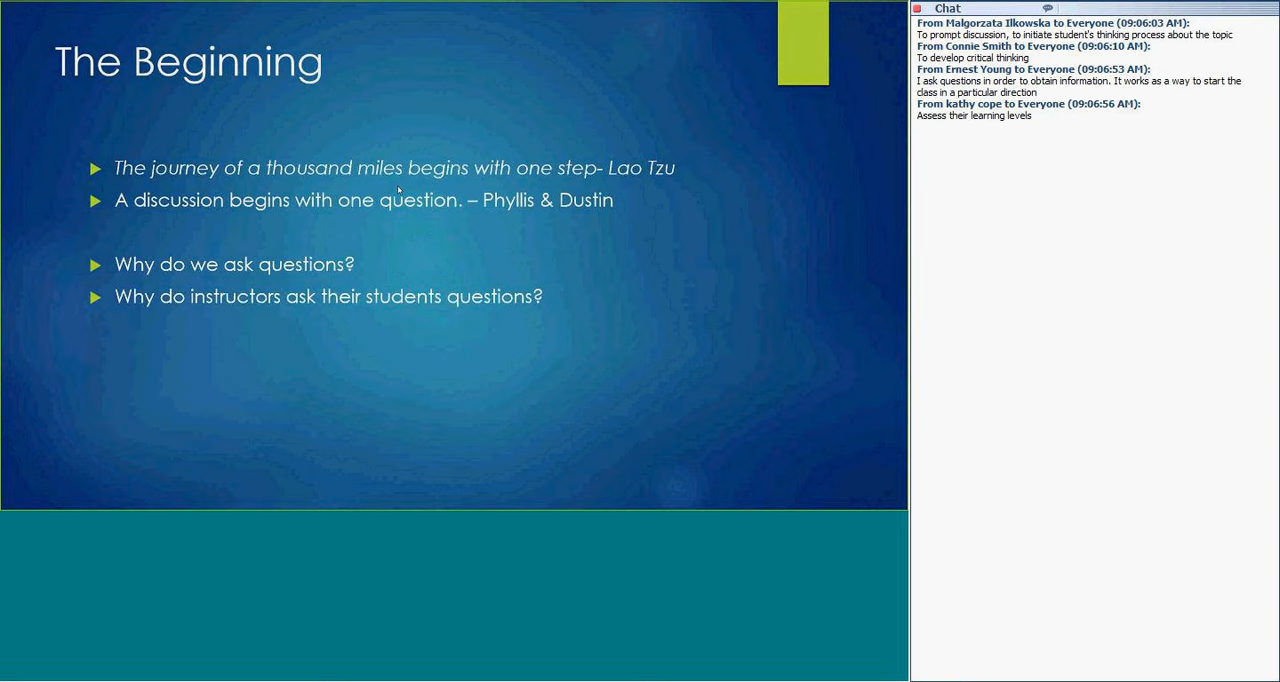 The Beginning
The journey of a thousand miles begins with one step- Lao Tzu
A discussion begins with one question. – Phyllis & Dustin
Why do we ask questions?
Why do instructors ask their students questions?
Chat
From Malgorzata Ilkowska to Everyone (09:06:03 AM):
To prompt discussion, to initiate student's thinking process about the topic
From Connie Smith to Everyone (09:06:10 AM):
To develop critical thinking
From Ernest Young to Everyone (09:06:53 AM):
I ask questions in order to obtain information. It works as a way to start the
class in a particular direction
From kathy cope to Everyone (09:06:56 AM):
Assess their learning levels